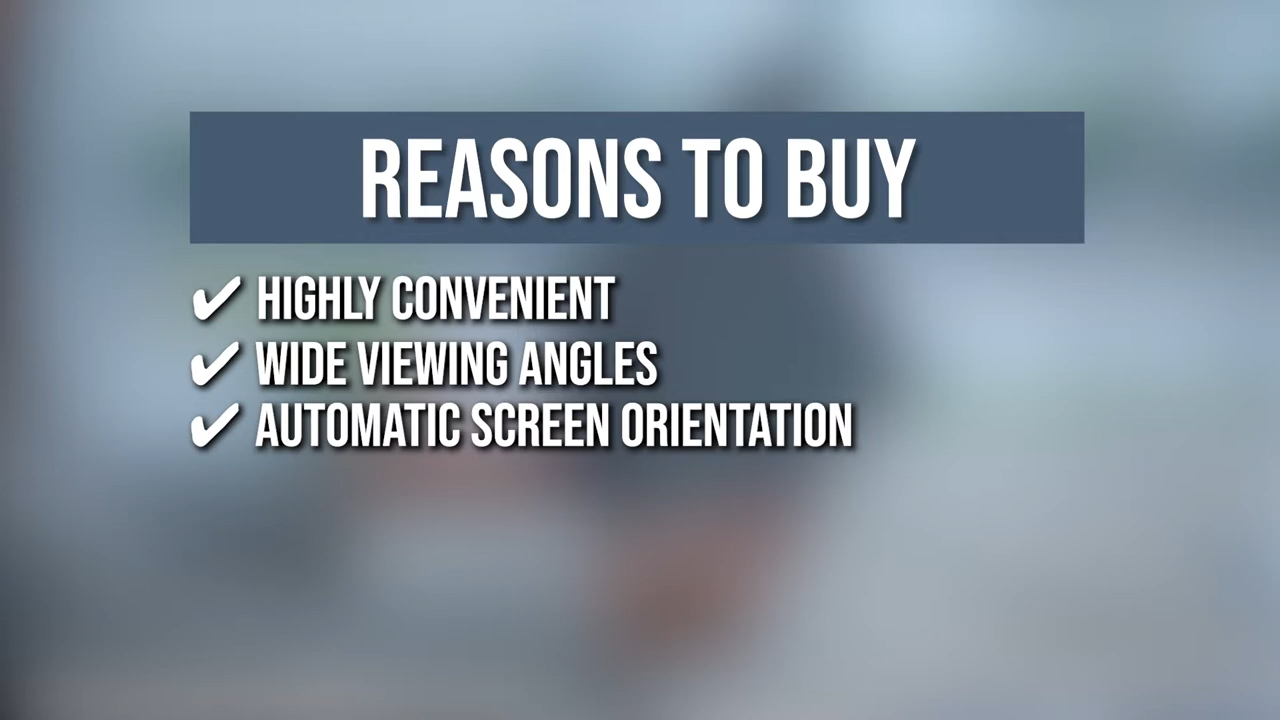 REASONS TO BUY
✔ HIGHLY CONVENIENT
✔ WIDE VIEWING ANGLES
✔ AUTOMATIC SCREEN ORIENTATION